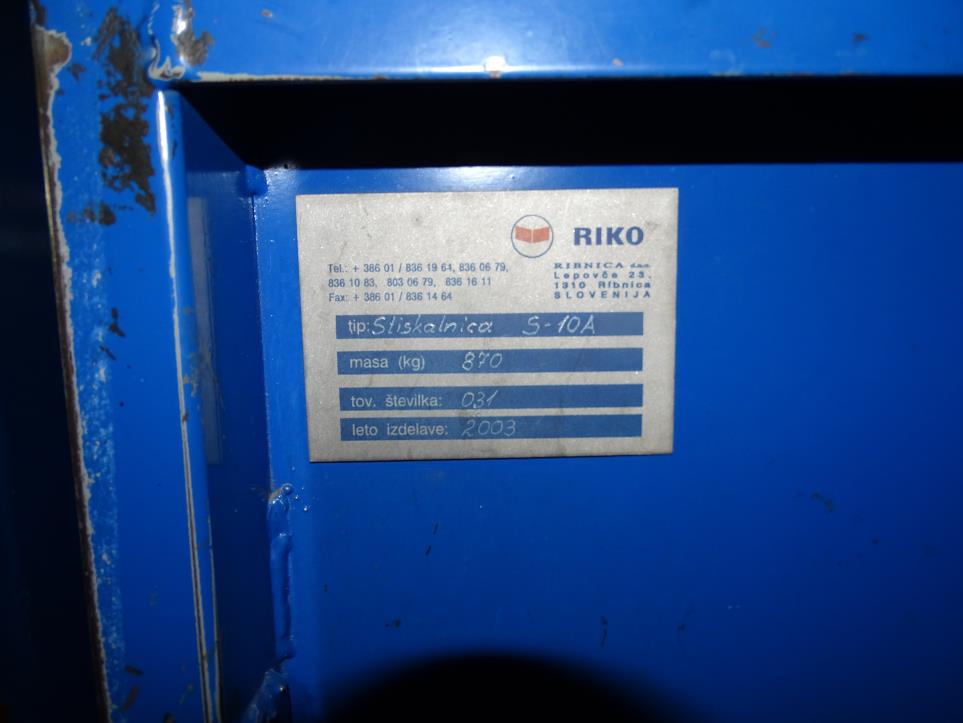 RIKO
RIBNICA d.o.o.
Lepovče 23,
1310 Ribnica
SLOVENIJA
Tel.: + 386 01 / 836 19 64, 836 06 79,
836 10 83, 803 06 79, 836 16 11
Fax: + 386 01 / 836 14 64
tip: Stiskalnica S-10A
masa (kg) 870
tov. številka: 031
leto izdelave: 2003